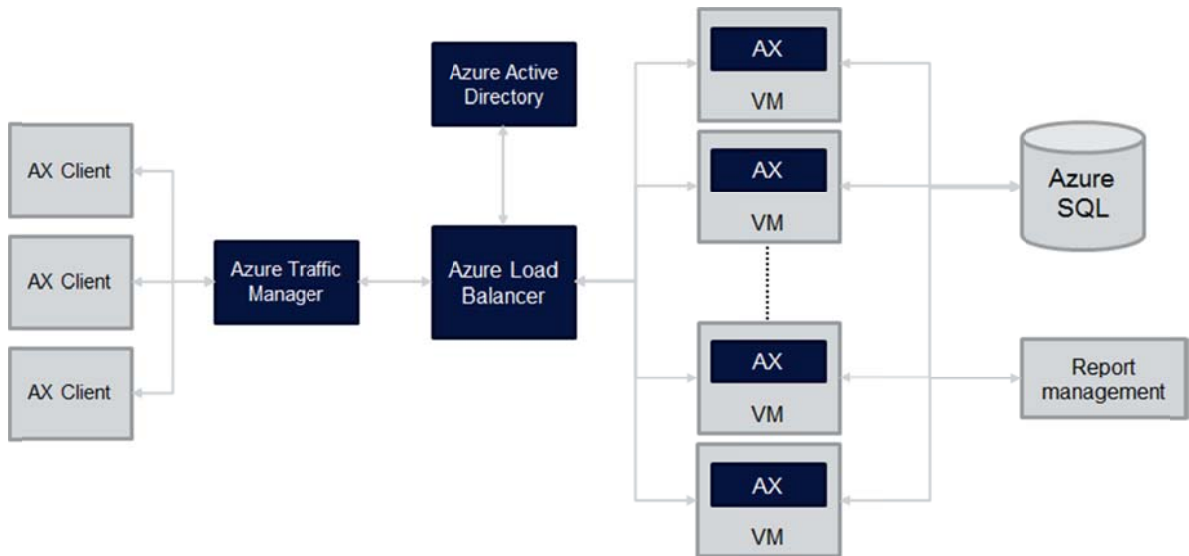 AX Client
AX Client
AX Client
Azure Traffic
Manager
Azure Active
Directory
Azure Load
Balancer
AX
VM
AX
VM
AX
VM
AX
VM
Azure
SQL
Report
management